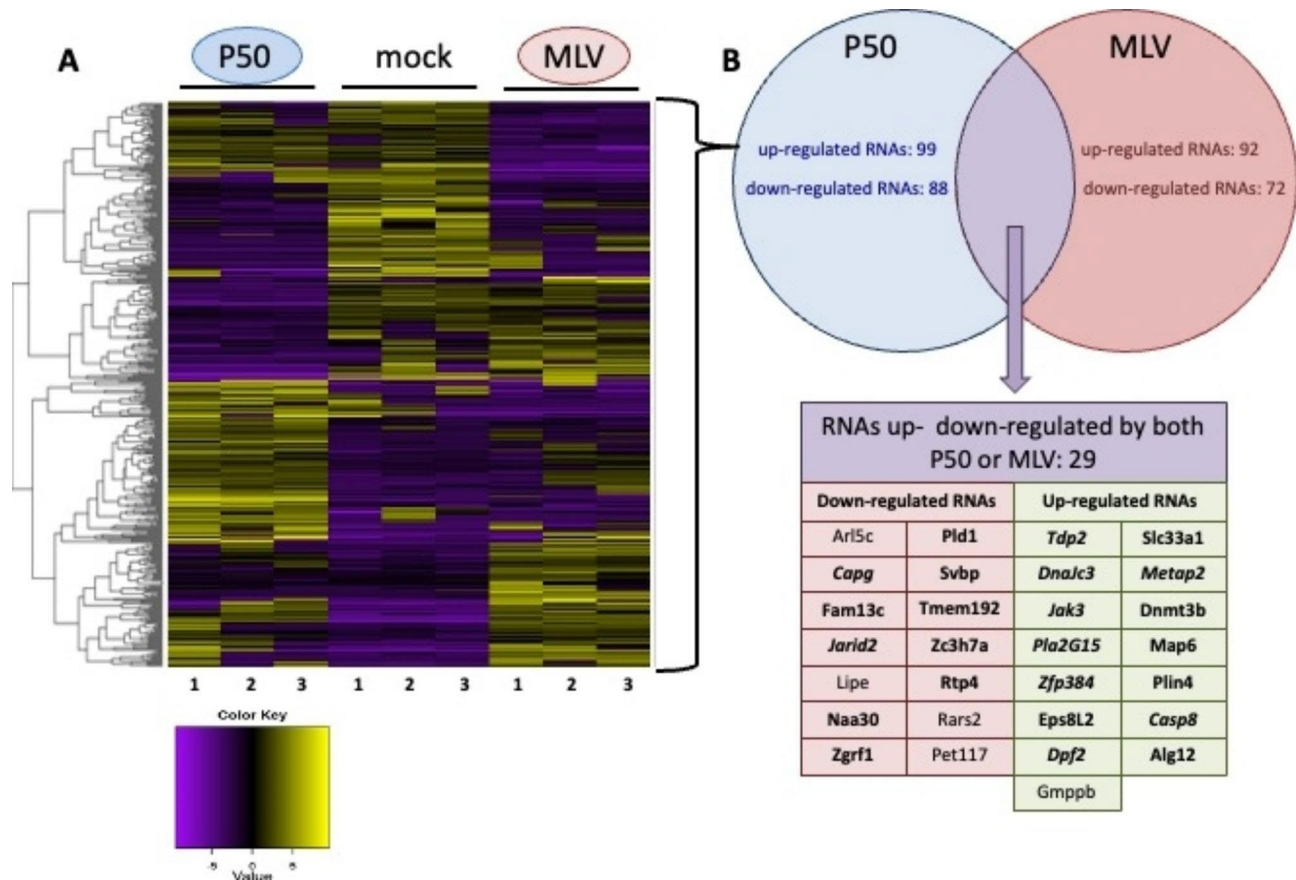 A
P50
mock
MLV
1 2 3 1 2 3 1 2 3
Color Key
-5 0 5
Value
B
P50
MLV
up-regulated RNAs: 99
down-regulated RNAs: 88
up-regulated RNAs: 92
down-regulated RNAs: 72
RNAs up- down-regulated by both
P50 or MLV: 29
Down-regulated RNAs Up-regulated RNAs
Arl5c Pld1 Tdp2 Slc33a1
Capg Svbp DnaJc3 Metap2
Fam13c Tmem192 Jak3 Dnmt3b
Jarid2 Zc3h7a Pla2G15 Map6
Lipe Rtp4 Zfp384 Plin4
Naa30 Rars2 Eps8L2 Casp8
Zgrf1 Pet117 Dpf2 Alg12
Gmppb